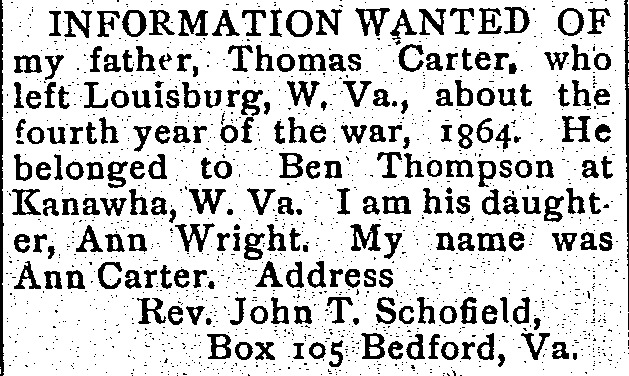 INFORMATION WANTED OF
my father, Thomas Carter, who
left Louisburg, W. Va., about the
fourth year of the war, 1864. He
belonged to Ben Thompson at
Kanawha, W. Va. I am his daught-
er, Ann Wright. My name was
Ann Carter. Address
Rev. John T. Schofield,
Box 105 Bedford, Va.